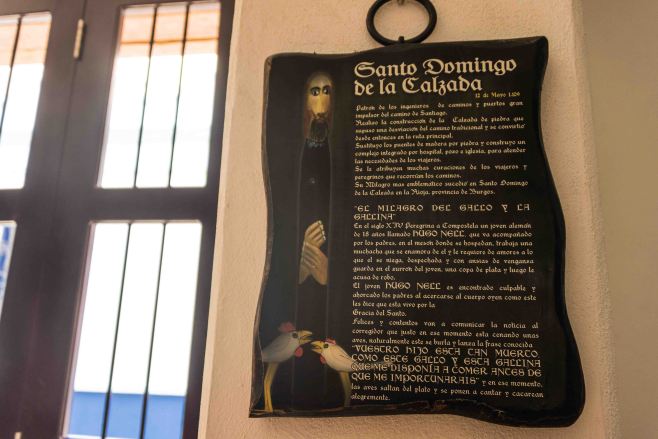 Santo Domingo
de la Calzada
12 de Mayo 1.109
Patrón de los ingenieros de caminos y puertos gran
impulsor del camino de Santiago.
Realiso la construcción de la Calzada de piedra que
supuso una desviación del camino tradicional y se convirtio
desde entonces en la ruta principal.
Sustituyo los puentes de madera por piedra y construyo un
complejo integrado por hospital, poso e iglesia, para atender
las necesidades de los viajeros.
Se le atribuyen muchas curaciones de los viajeros y
peregrinos que recorrían los caminos.
Su Milagro mas emblematico sucedio en Santo Domingo
de la Calzada en la Rioja, provincia de Burgos.
"EL MILAGRO DEL GALLO Y LA
GALLINA"
En el siglo XIV Peregrina a Compostela un joven alemán
de 18 años llamado HUGO NELL, que va acompañado
por los padres, en el mesón donde se hospedan, trabaja una
muchacha que se enamora de el y le requiere de amores a lo
que el se niega, despechada y con ansias de venganza
guarda en el zurrón del joven, una copa de plata y luego le
acusa de robo.
El joven HUGO NELL es encontrado culpable y
ahorcado los padres al acercarse al cuerpo oyen como este
les dice que esta vivo por la
Gracia del Santo.
Felices y contentos van a comunicar la noticia al
corregidor que justo en ese momento esta cenando unas
aves, naturalmente este se burla y lanza la frase conocida
"VUESTRO HIJO ESTA TAN MUERTO,
COMO ESTE GALLO Y ESTA GALLINA
QUE ME DISPONIA A COMER ANTES DE
QUE ME IMPORTUNARAIS" y en ese momento,
las aves saltan del plato y se ponen a cantar y cacarean
alegremente.